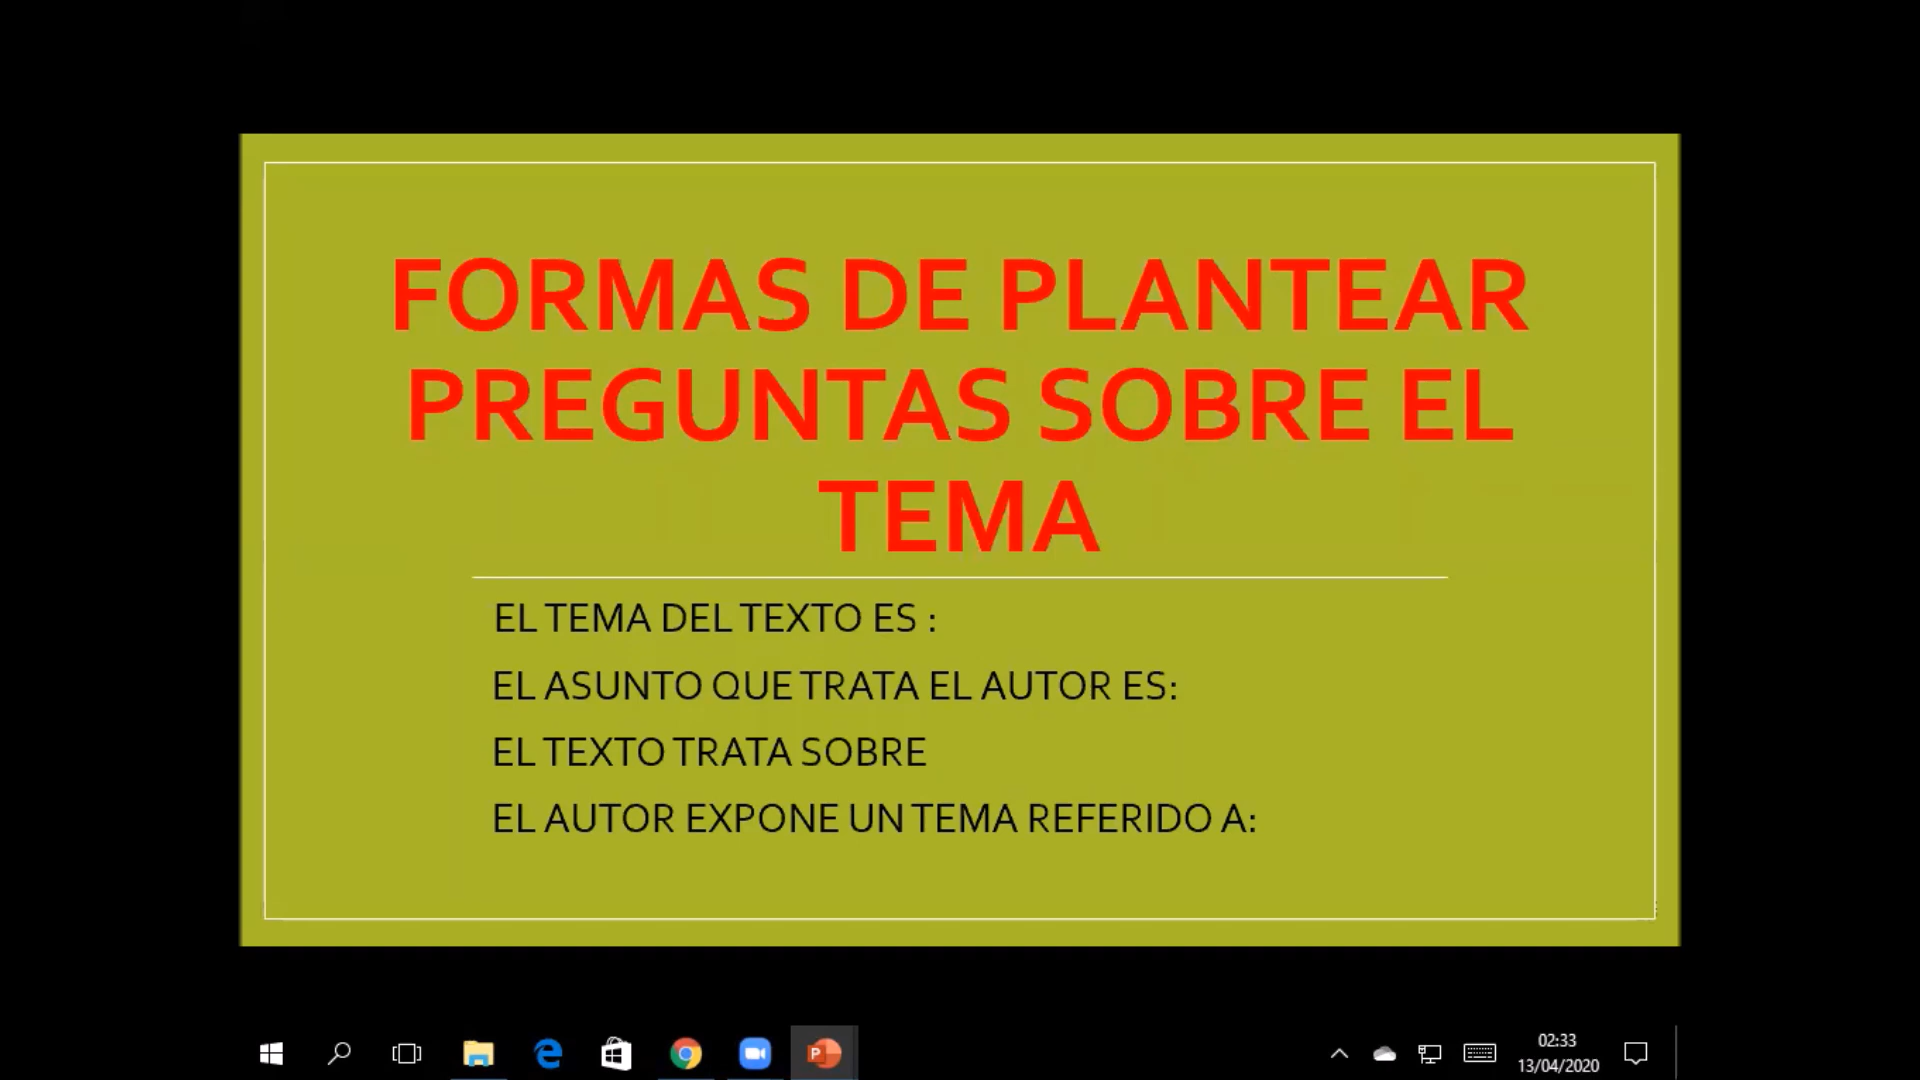 FORMAS DE PLANTEAR
PREGUNTAS SOBRE EL
TEMA
EL TEMA DEL TEXTO ES :
EL ASUNTO QUE TRATA EL AUTOR ES:
EL TEXTO TRATA SOBRE
EL AUTOR EXPONE UN TEMA REFERIDO A:
02:33
13/04/2020